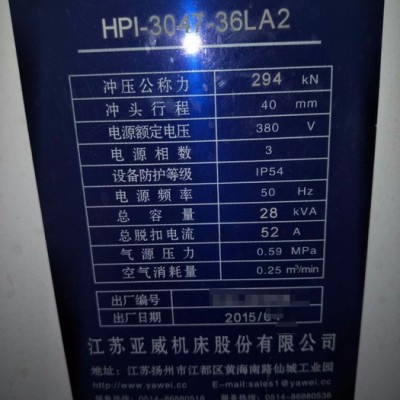 HPI-3047-36LA2
冲压公称力 294 kN
冲头行程 40 mm
电源额定电压 380 V
电源相数 3
设备防护等级 IP54
电源频率 50 Hz
总容量 28 kVA
总脱扣电流 52 A
气源压力 0.59 MPa
空气消耗量 0.25 m³/min
出厂编号
出厂日期 2015/
江苏亚威机床股份有限公司
地址：江苏扬州市江都区黄海南路仙城工业园
http://www.yawei.cc E-mail:sales1@yawei.cc
0514-86880516